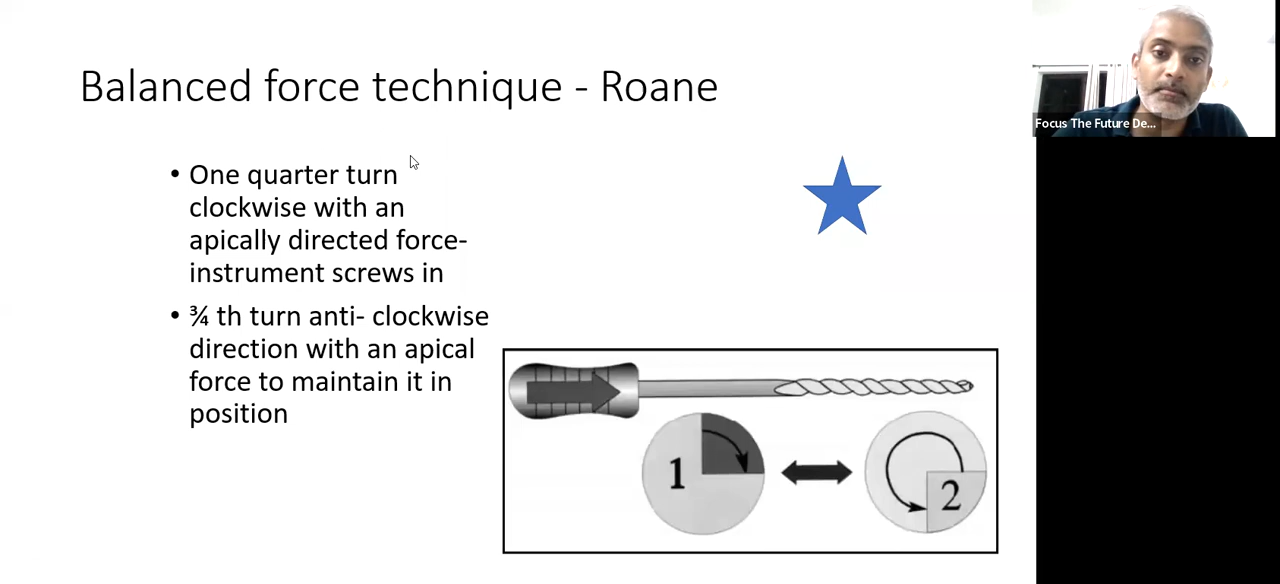 Balanced force technique - Roane
• One quarter turn
clockwise with an
apically directed force-
instrument screws in
• ¾ th turn anti- clockwise
direction with an apical
force to maintain it in
position
1
2
Focus The Future De...